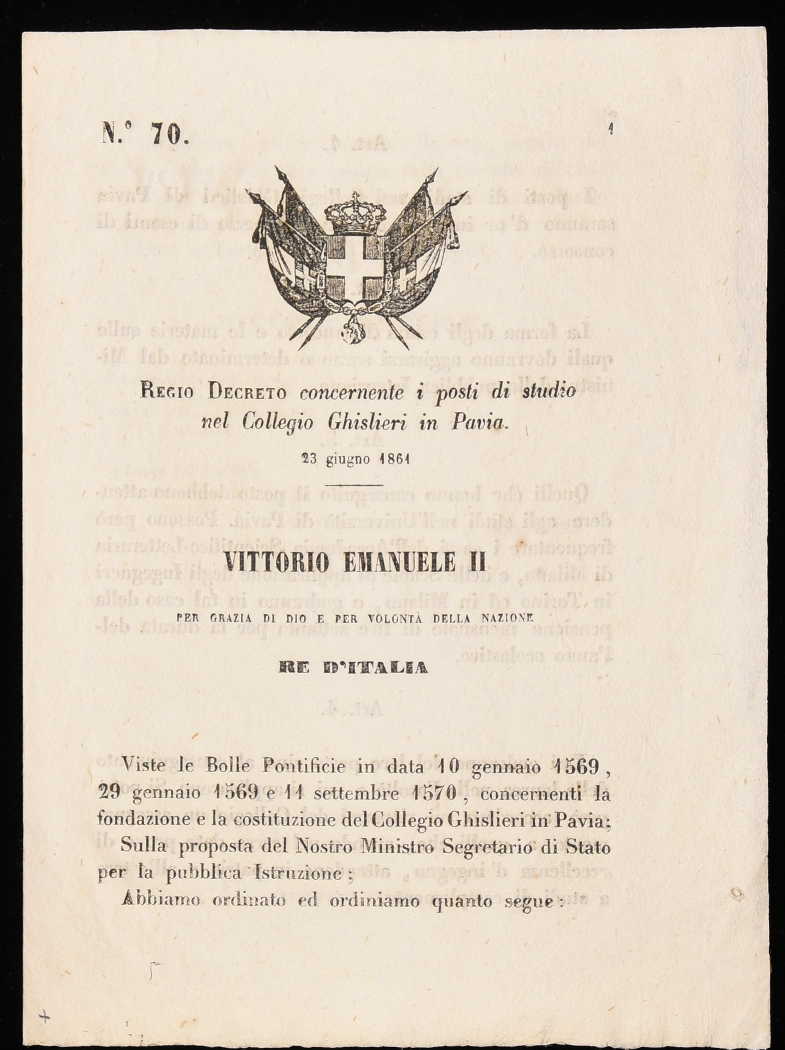 N.º 70.
1
REGIO DECRETO concernente i posti di studio
nel Collegio Ghislieri in Pavia.
23 giugno 1861
VITTORIO EMANUELE II
PER GRAZIA DI DIO E PER VOLONTÀ DELLA NAZIONE
RE D'ITALIA
Viste le Bolle Pontificie in data 10 gennaio 1569,
29 gennaio 1569 e 11 settembre 1570, concernenti la
fondazione e la costituzione del Collegio Ghislieri in Pavia;
Sulla proposta del Nostro Ministro Segretario di Stato
per la pubblica Istruzione;
Abbiamo ordinato ed ordiniamo quanto segue: